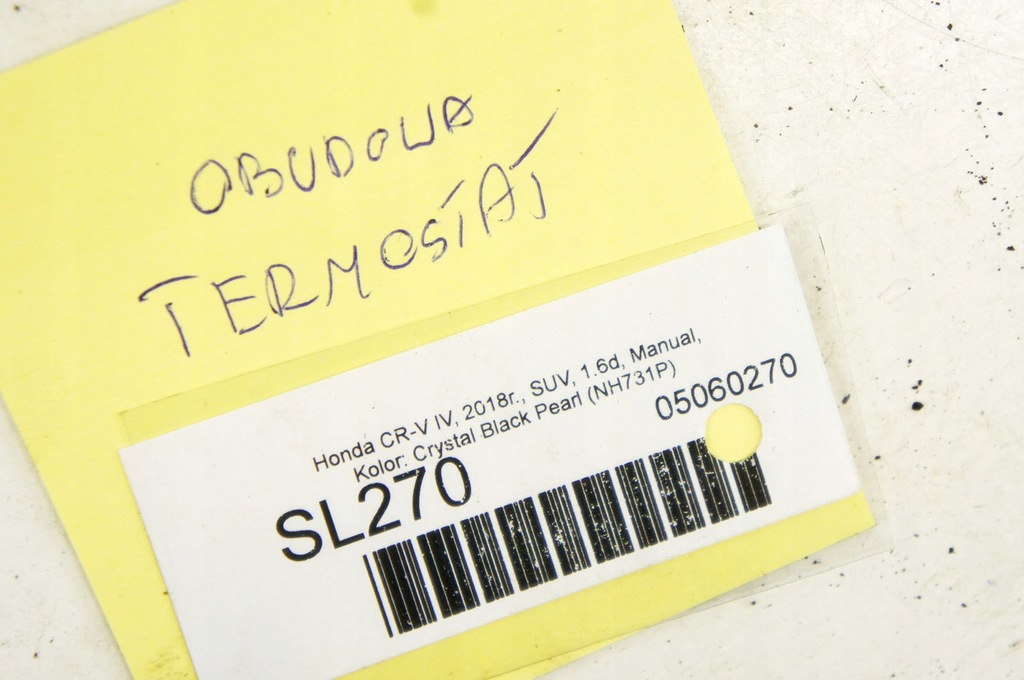 OBUDOWA
TERMOSTAT
Honda CR-V IV, 2018r., SUV, 1.6d, Manual,
Kolor: Crystal Black Pearl (NH731P)
05060270
SL270